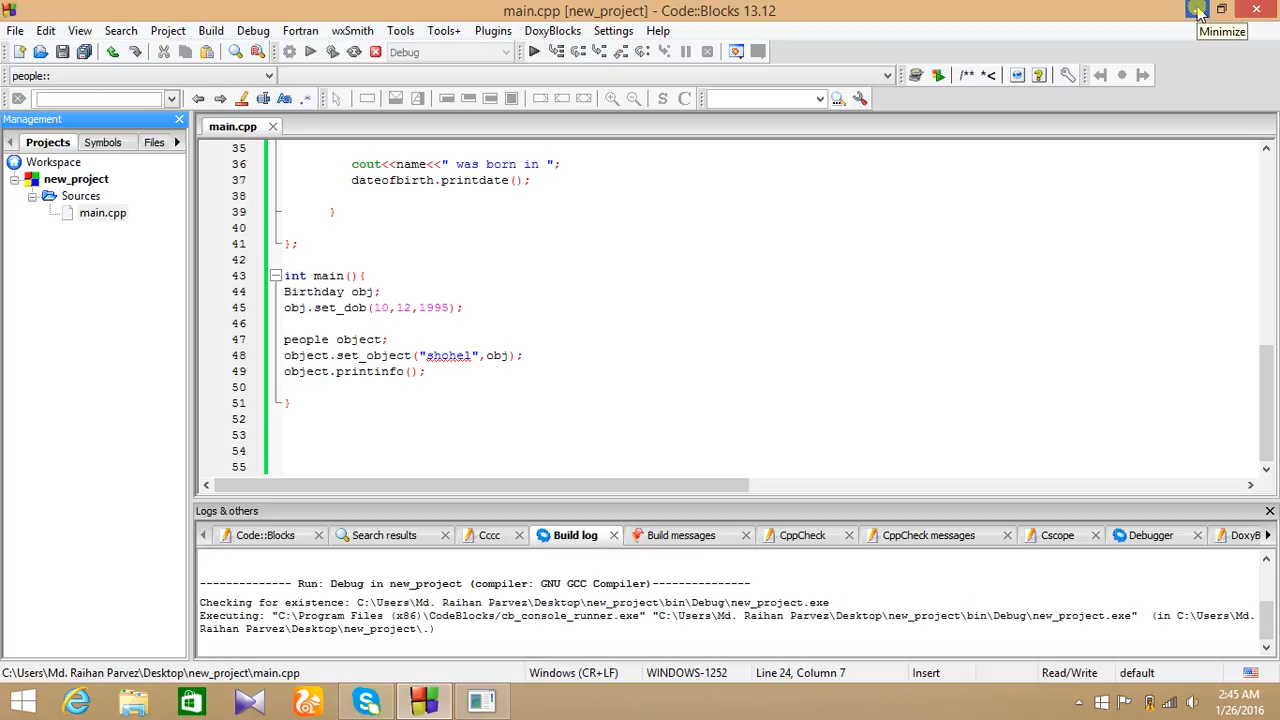 main.cpp [new_project] - Code::Blocks 13.12
Minimize
File Edit View Search Project Build Debug Fortran wxSmith Tools Tools+ Plugins DoxyBlocks Settings Help
Debug
people::
/** *<
S C
Management
Projects Symbols Files
Workspace
new_project
Sources
main.cpp
main.cpp
35
36 cout<<name<<" was born in ";
37 dateofbirth.printdate();
38
39 }
40
41 };
42
43 int main(){
44 Birthday obj;
45 obj.set_dob(10,12,1995);
46
47 people object;
48 object.set_object("shohel",obj);
49 object.printinfo();
50
51 }
52
53
54
55
Logs & others
Code::Blocks Search results Cccc Build log Build messages CppCheck CppCheck messages Cscope Debugger DoxyB
-------------- Run: Debug in new_project (compiler: GNU GCC Compiler)---------------
Checking for existence: C:\Users\Md. Raihan Parvez\Desktop\new_project\bin\Debug\new_project.exe
Executing: "C:\Program Files (x86)\CodeBlocks/cb_console_runner.exe" "C:\Users\Md. Raihan Parvez\Desktop\new_project\bin\Debug\new_project.exe" (in C:\Users\Md.
Raihan Parvez\Desktop\new_project\.)
C:\Users\Md. Raihan Parvez\Desktop\new_project\main.cpp Windows (CR+LF) WINDOWS-1252 Line 24, Column 7 Insert Read/Write default
2:45 AM
1/26/2016